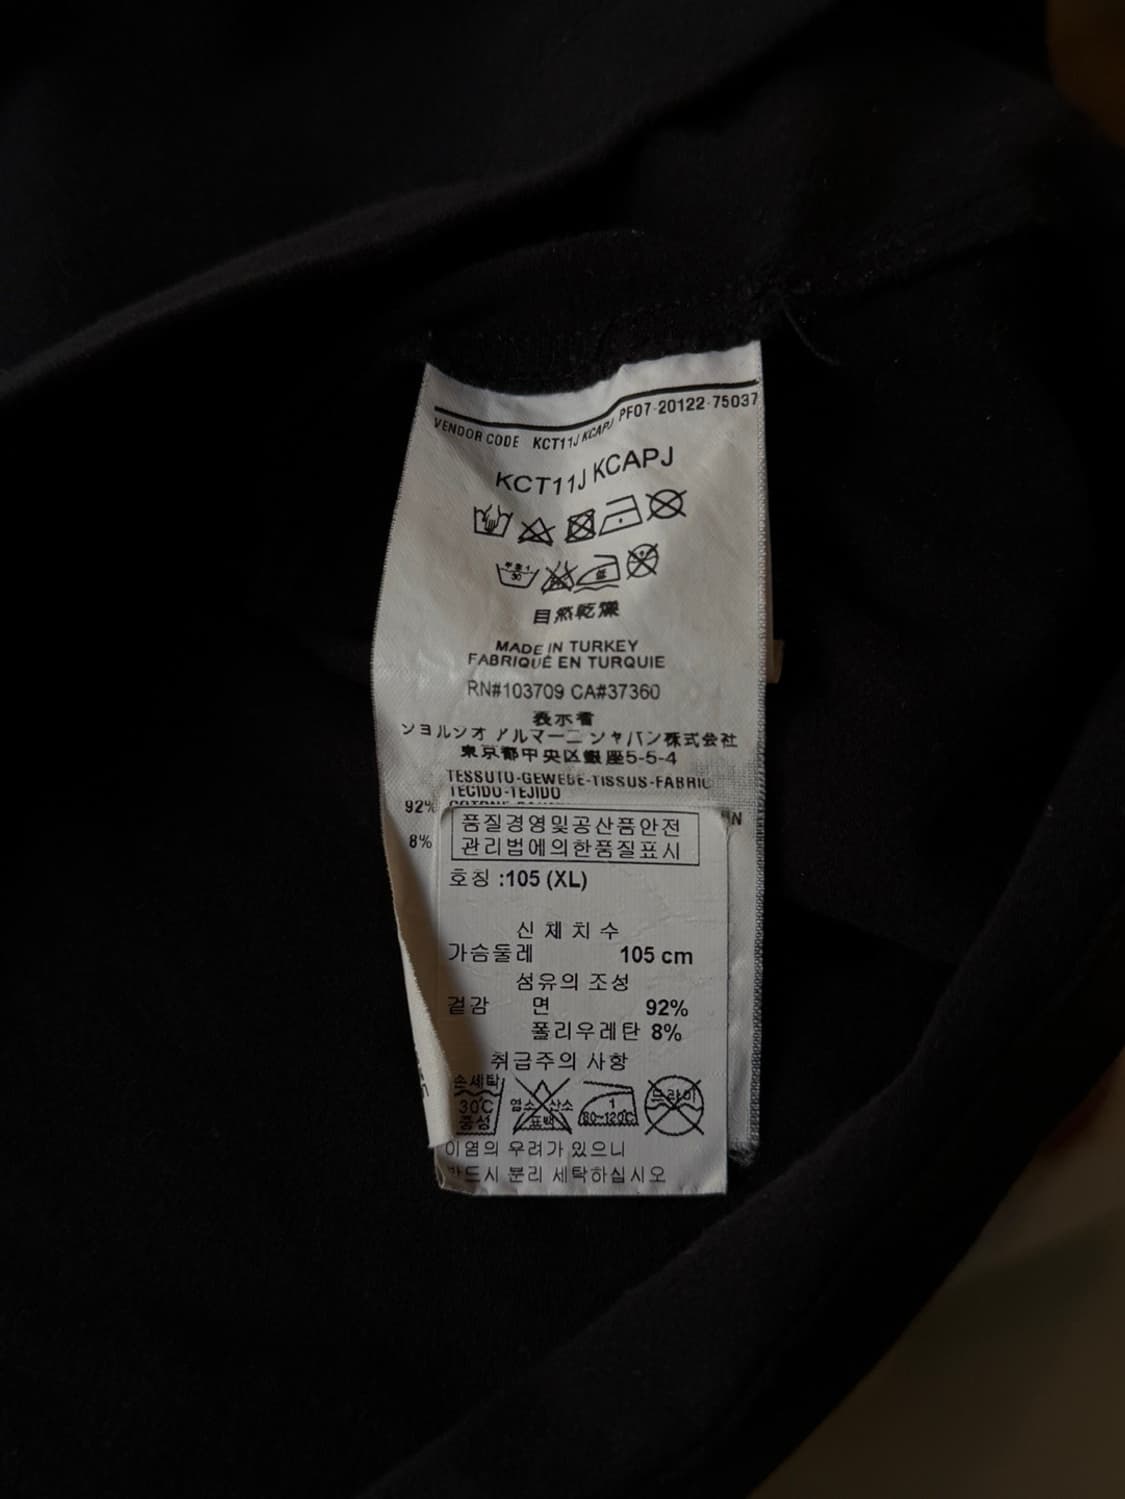 VENDOR CODE KCT11J KCAPJ PF07-20122-75037
KCT11J KCAPJ
自然乾燥
MADE IN TURKEY
FABRIQUÉ EN TURQUIE
RN#103709 CA#37360
表示者
ジョルジオ アルマーニ ジャパン株式会社
東京都中央区銀座5-5-4
TESSUTO-GEWEBE-TISSUS-FABRIC
TECIDO-TEJIDO
92%
8%
품질경영및공산품안전
관리법에의한품질표시
호칭 :105 (XL)
신 체 치 수
가슴둘레 105 cm
섬유의 조성
겉감 면 92%
폴리우레탄 8%
취급주의 사항
손세탁 30℃ 중성
염소 산소 표백
1 80~120℃
드라이
이염의 우려가 있으니
반드시 분리 세탁하십시오